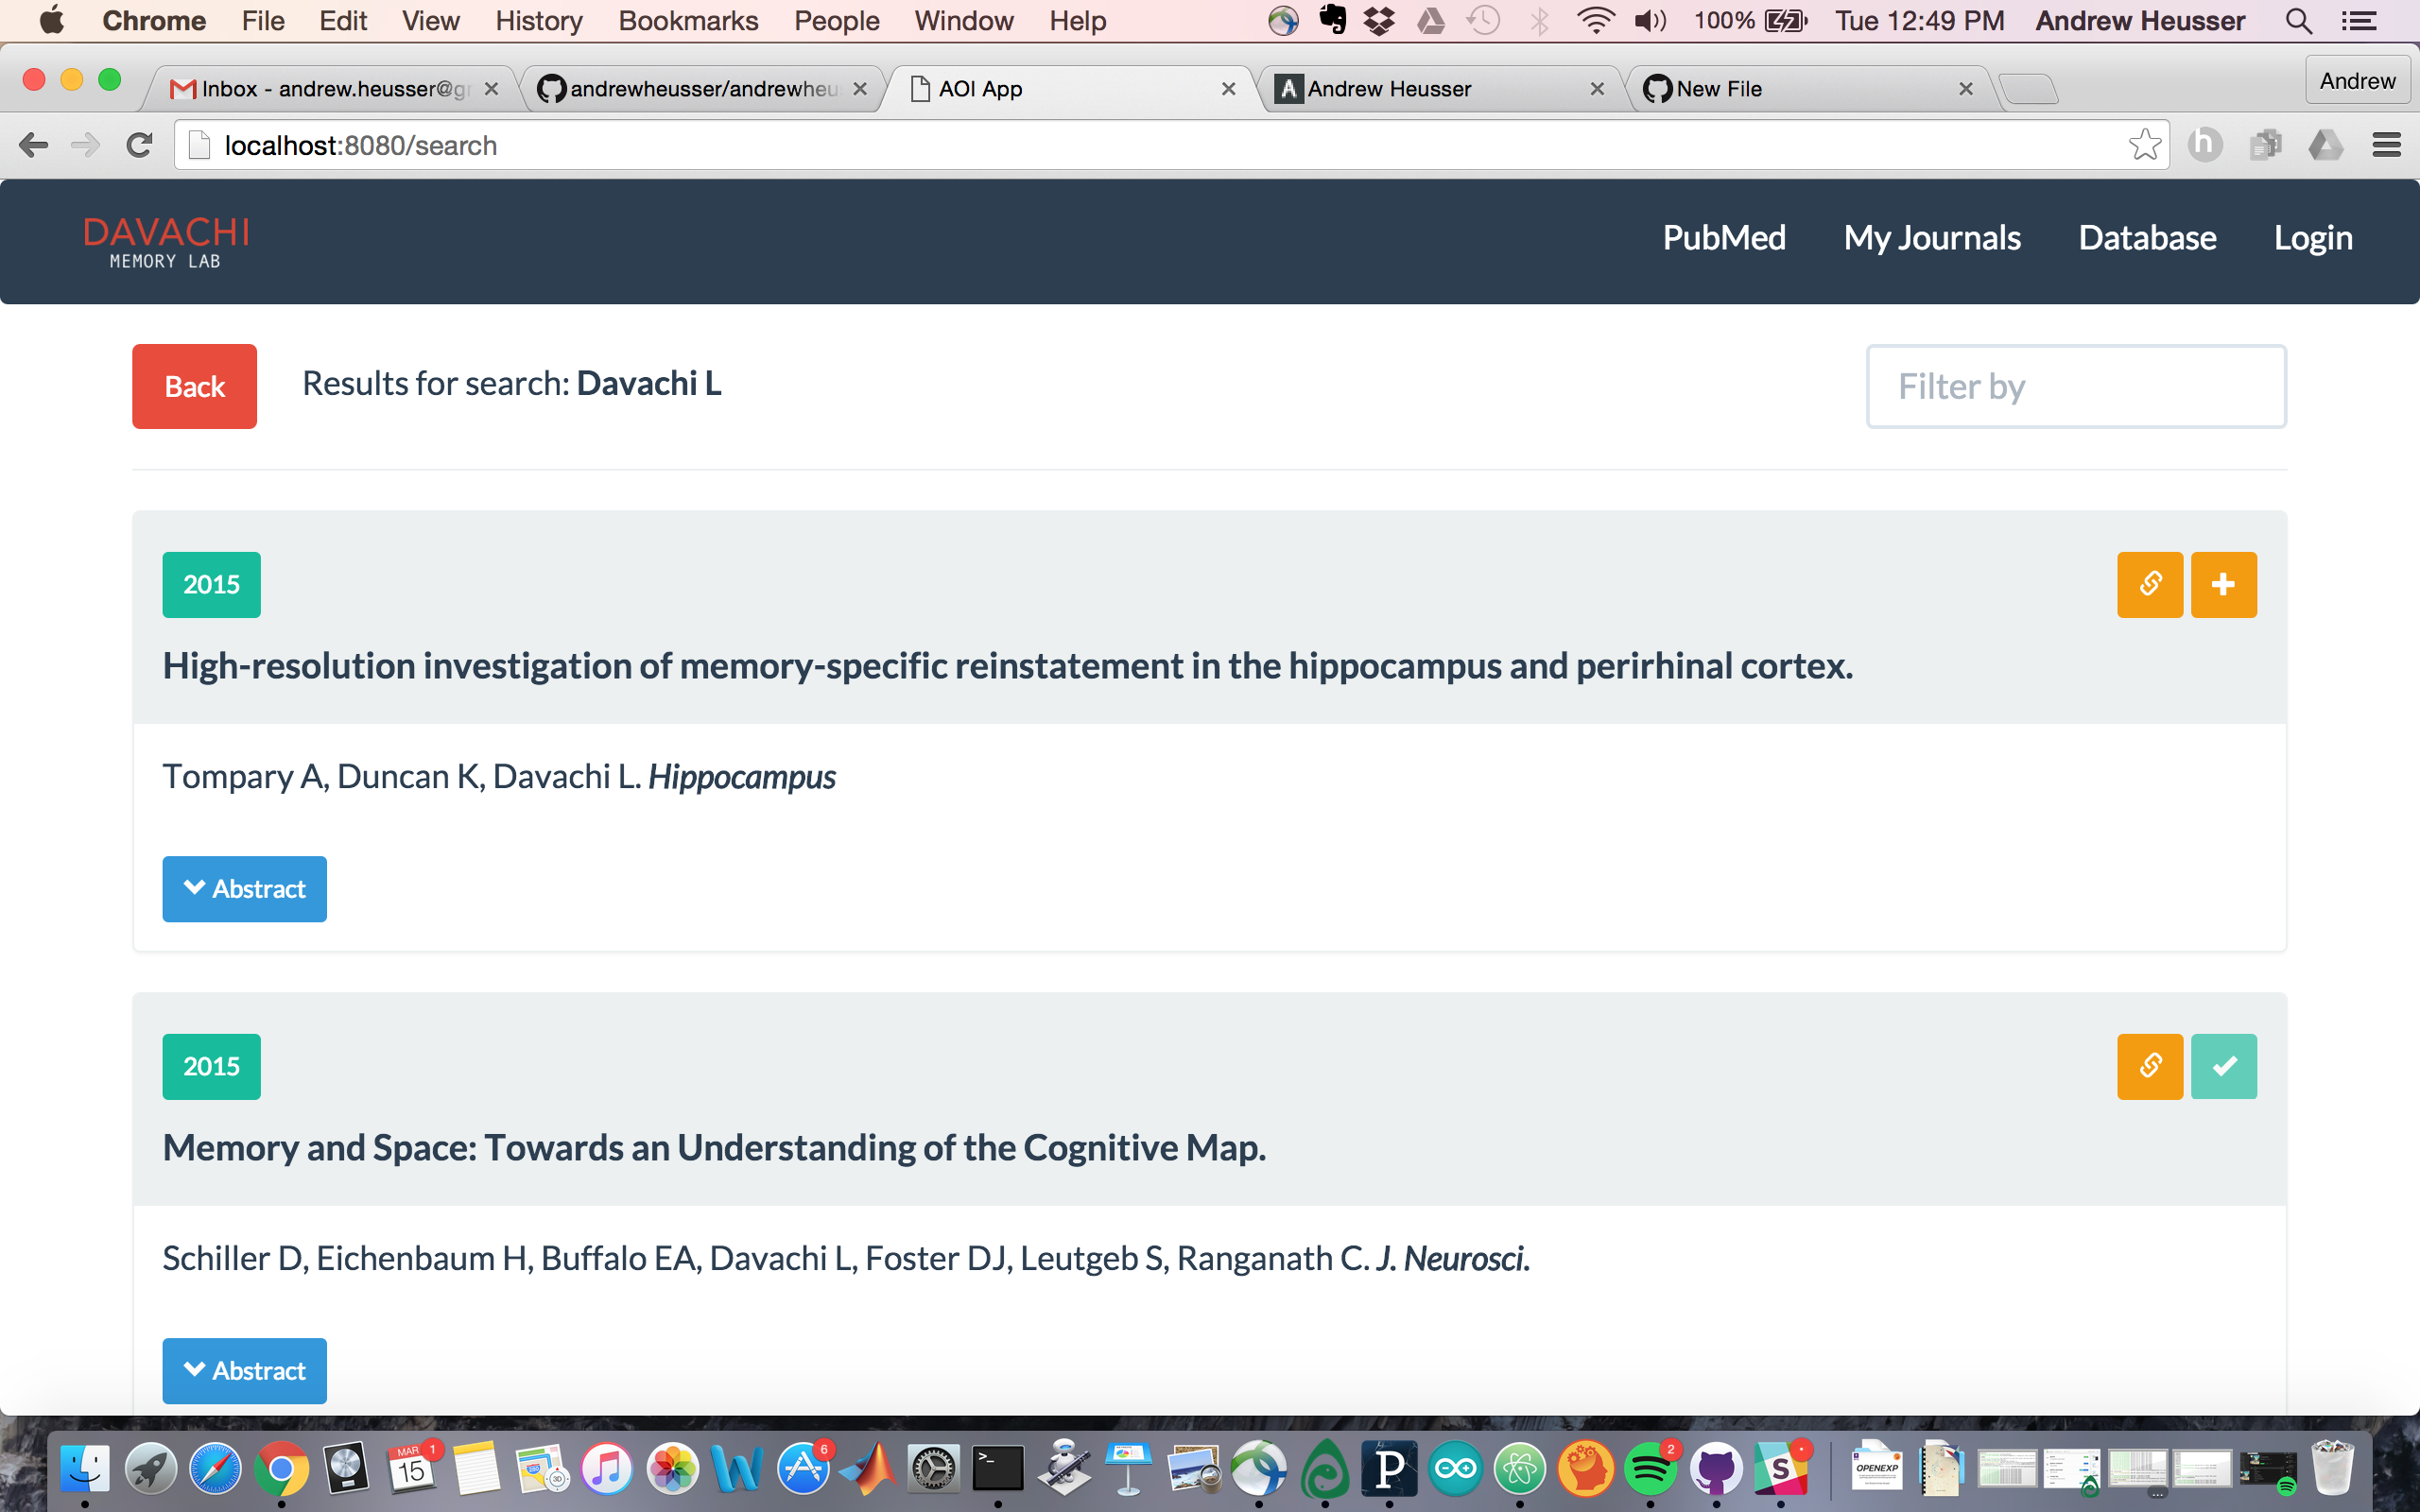 Chrome File Edit View History Bookmarks People Window Help 100% Tue 12:49 PM Andrew Heusser
Inbox - andrew.heusser@g andrewheusser/andrewheu AOI App Andrew Heusser New File Andrew
localhost:8080/search
DAVACHI
MEMORY LAB
PubMed My Journals Database Login
Back Results for search: Davachi L Filter by
2015
High-resolution investigation of memory-specific reinstatement in the hippocampus and perirhinal cortex.
Tompary A, Duncan K, Davachi L. Hippocampus
Abstract
2015
Memory and Space: Towards an Understanding of the Cognitive Map.
Schiller D, Eichenbaum H, Buffalo EA, Davachi L, Foster DJ, Leutgeb S, Ranganath C. J. Neurosci.
Abstract
MAR 1
15
30
6
2
OPENEXP